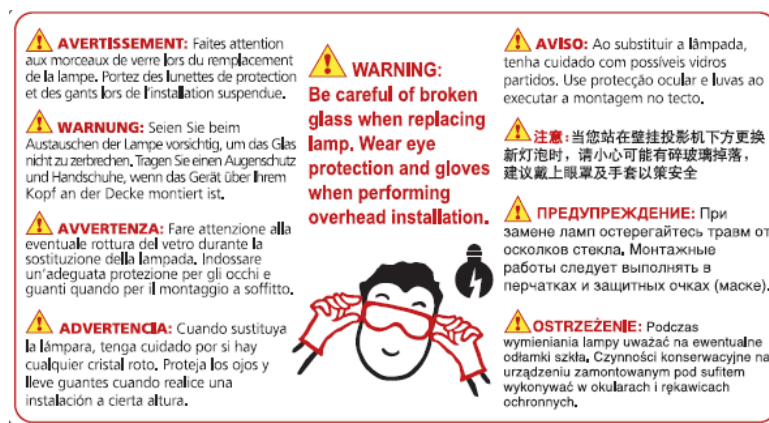 AVERTISSEMENT: Faites attention
aux morceaux de verre lors du remplacement
de la lampe. Portez des lunettes de protection
et des gants lors de l'installation suspendue.
WARNUNG: Seien Sie beim
Austauschen der Lampe vorsichtig, um das Glas
nicht zu zerbrechen. Tragen Sie einen Augenschutz
und Handschuhe, wenn das Gerät über Ihrem
Kopf an der Decke montiert ist.
AVVERTENZA: Fare attenzione alla
eventuale rottura del vetro durante la
sostituzione della lampada. Indossare
un'adeguata protezione per gli occhi e
guanti quando per il montaggio a soffitto.
ADVERTENCIA: Cuando sustituya
la lámpara, tenga cuidado por si hay
cualquier cristal roto. Proteja los ojos y
lleve guantes cuando realice una
instalación a cierta altura.
WARNING:
Be careful of broken
glass when replacing
lamp. Wear eye
protection and gloves
when performing
overhead installation.
AVISO: Ao substituir a lâmpada,
tenha cuidado com possíveis vidros
partidos. Use protecção ocular e luvas ao
executar a montagem no tecto.
注意:当您站在壁挂投影机下方更换
新灯泡时，请小心可能有碎玻璃掉落，
建议戴上眼罩及手套以策安全
ПРЕДУПРЕЖДЕНИЕ: При
замене ламп остерегайтесь травм от
осколков стекла. Монтажные
работы следует выполнять в
перчатках и защитных очках (маске).
OSTRZEŻENIE: Podczas
wymieniania lampy uważać na ewentualne
odłamki szkła. Czynności konserwacyjne na
urządzeniu zamontowanym pod sufitem
wykonywać w okularach i rękawicach
ochronnych.